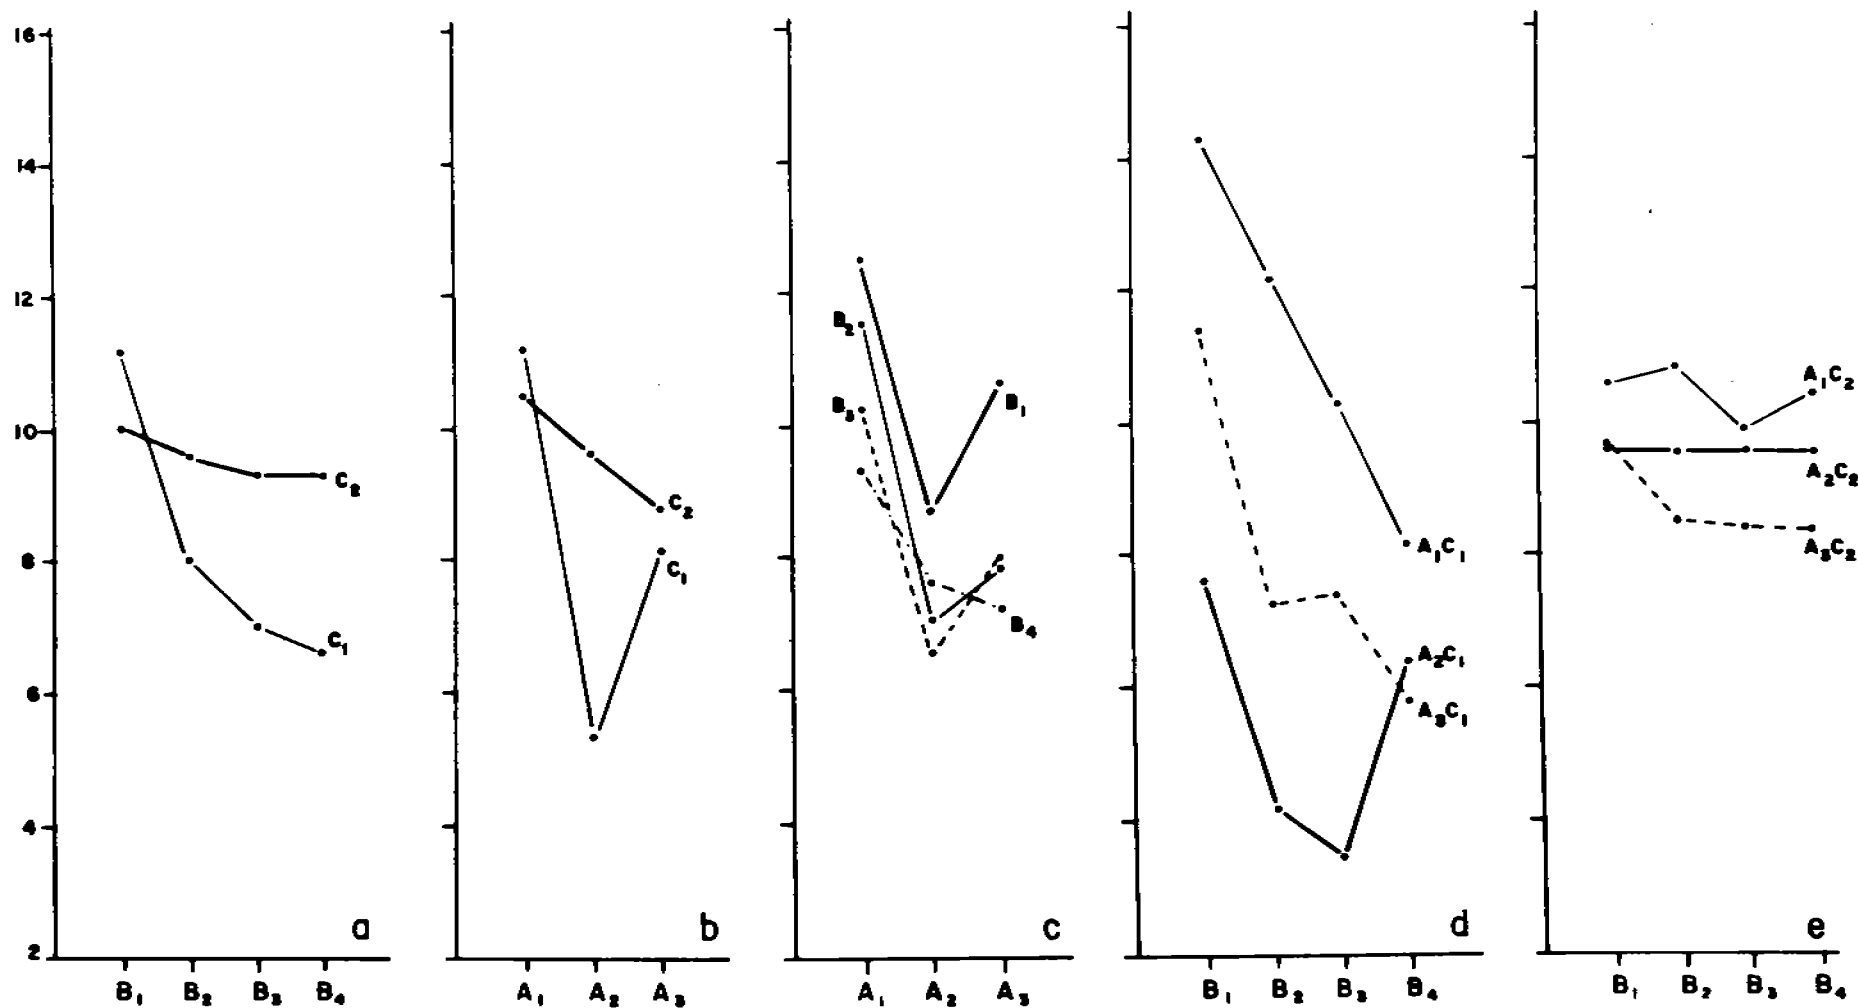 16
14
12
10
8
6
4
2
C₂
C₁
B₁ B₂ B₃ B₄
a
C₂
C₁
A₁ A₂ A₃
b
B₂
B₃
B₁
B₄
A₁ A₂ A₃
c
A₁C₁
A₂C₁
A₃C₁
B₁ B₂ B₃ B₄
d
A₁C₂
A₂C₂
A₃C₂
B₁ B₂ B₃ B₄
e